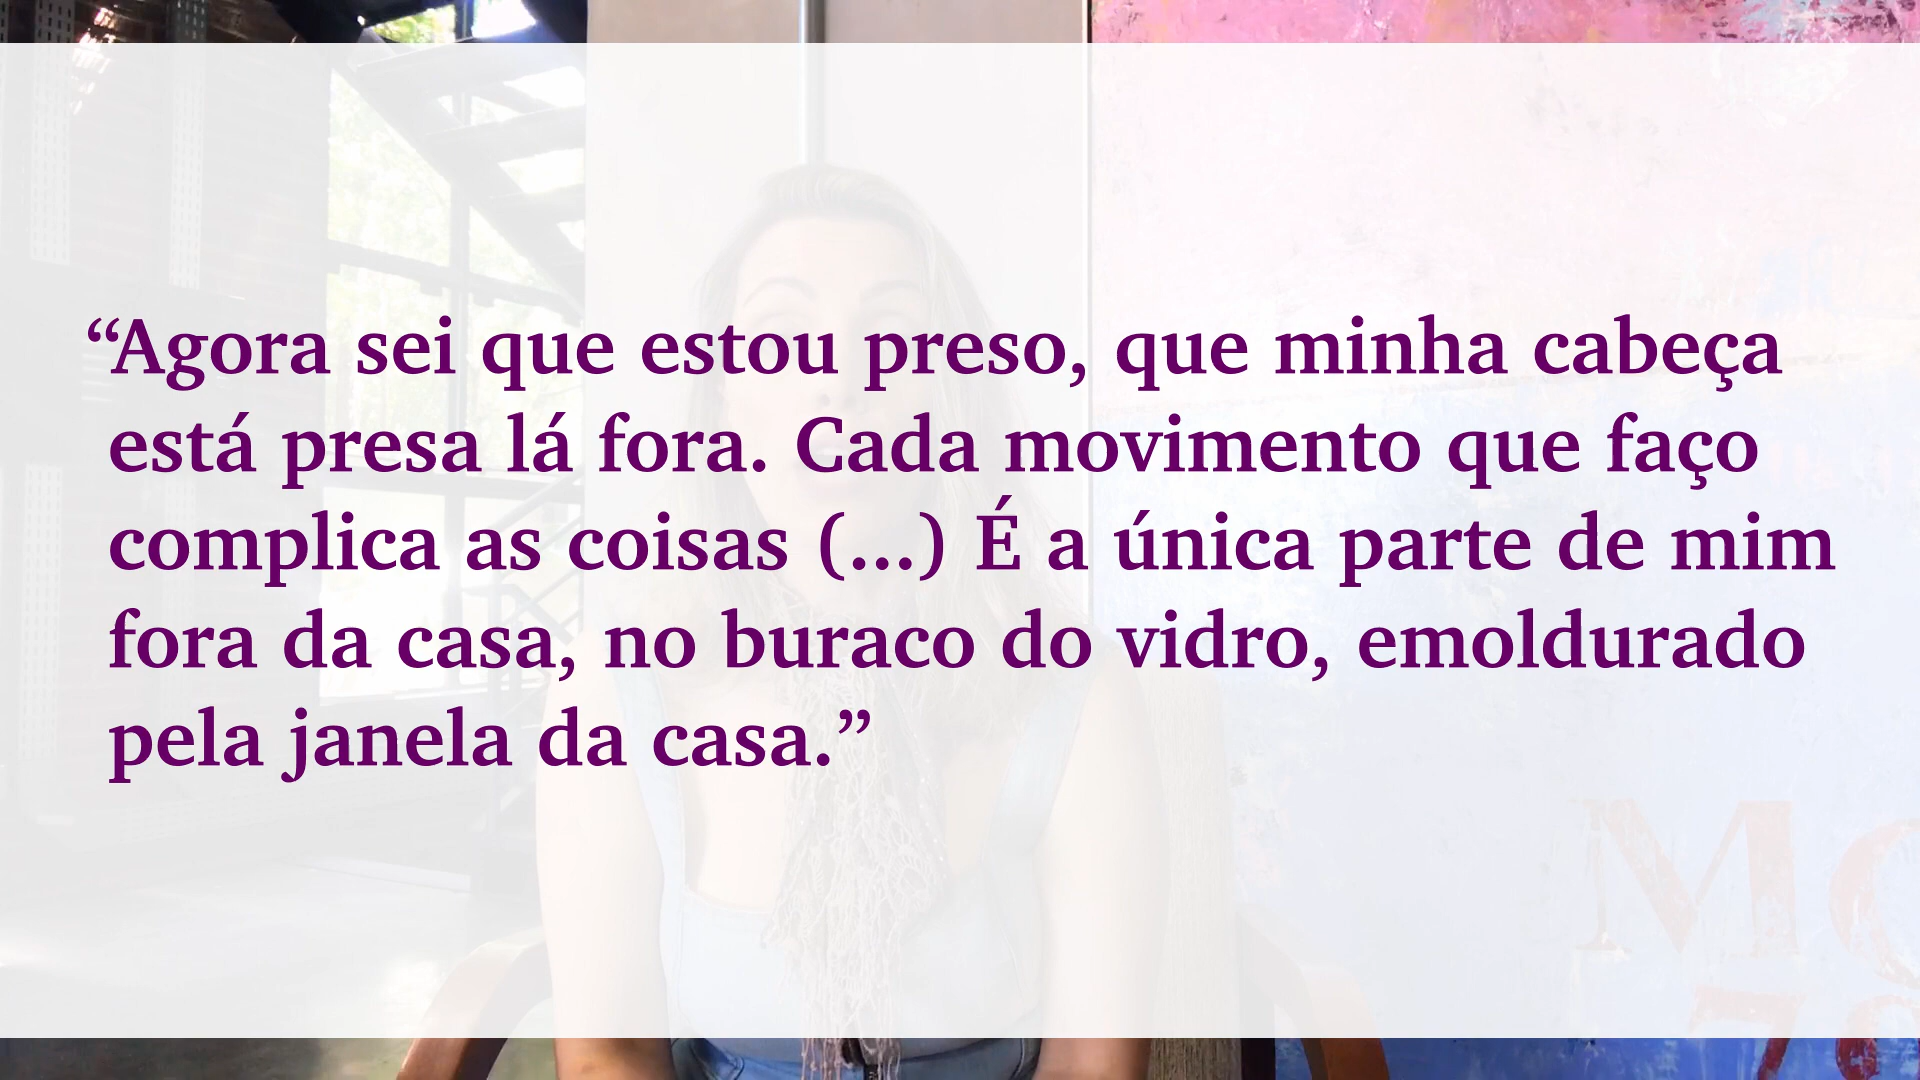 “Agora sei que estou preso, que minha cabeça
está presa lá fora. Cada movimento que faço
complica as coisas (...) É a única parte de mim
fora da casa, no buraco do vidro, emoldurado
pela janela da casa.”